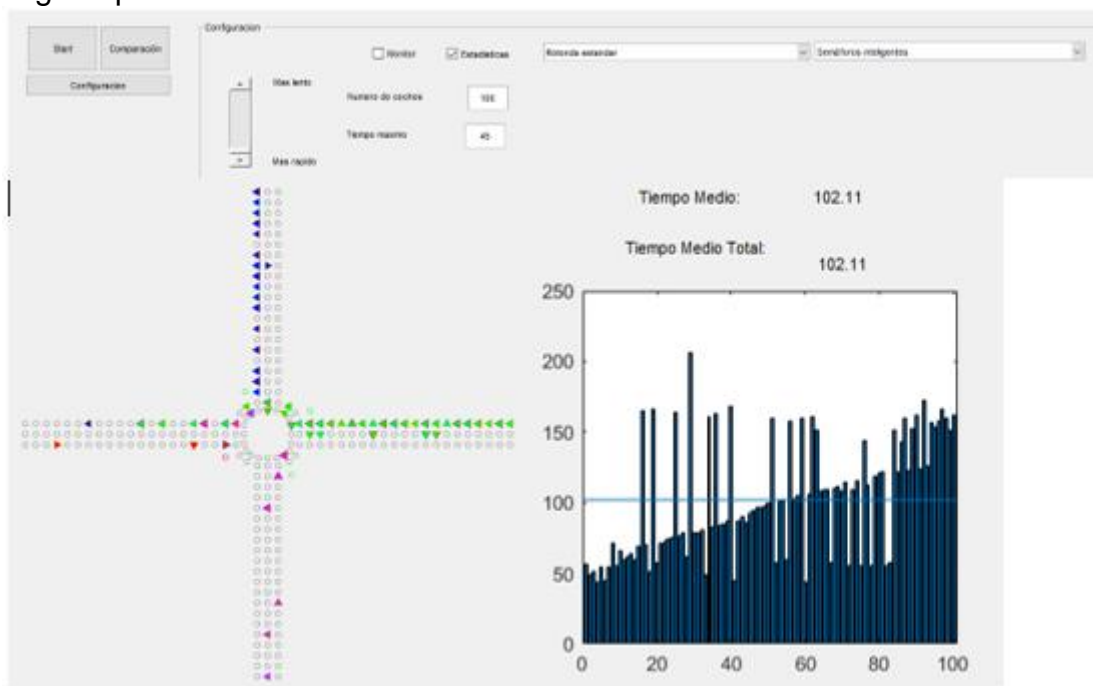 Configuracion
Start
Comparación
Configuración
Monitor
Estadisticas
Rotonda estandar
Semáforos inteligentes
Mas lento
Numero de coches
100
Tiempo maximo
45
Mas rapido
Tiempo Medio:
102.11
Tiempo Medio Total:
102.11
250
200
150
100
50
0
0
20
40
60
80
100